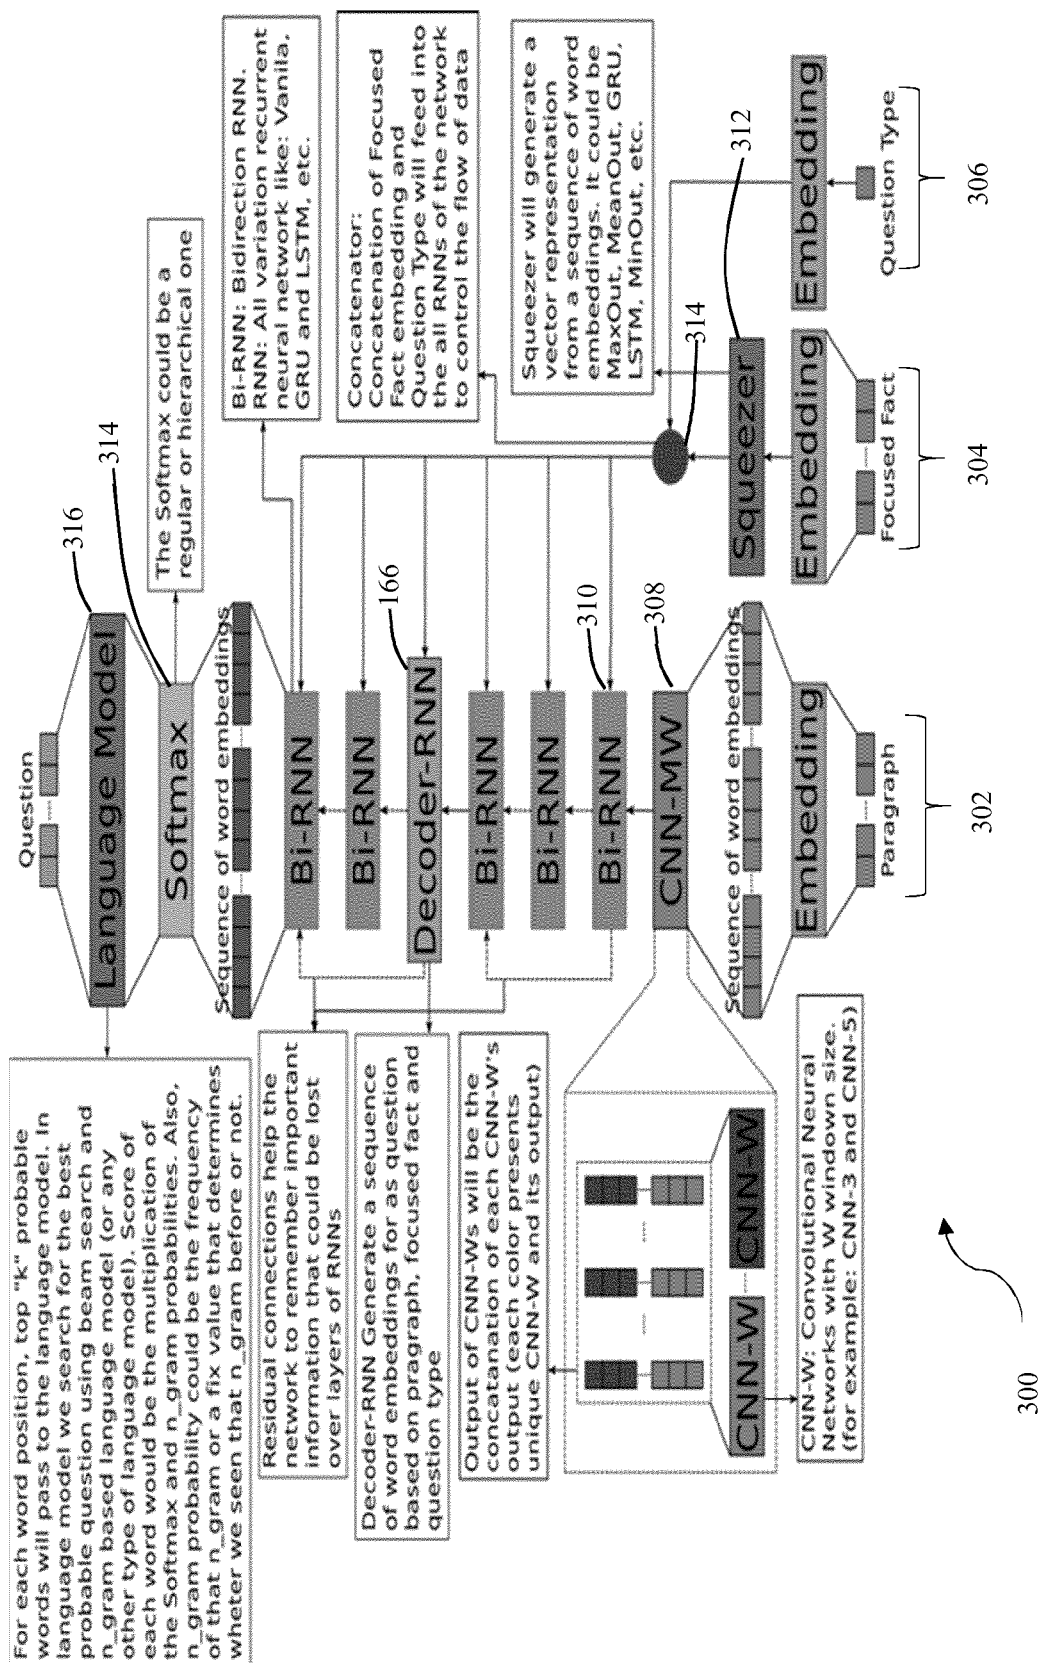 For each word position, top "k" probable
words will pass to the language model. In
language model we search for the best
probable question using beam search and
n_gram based language model (or any
other type of language model). Score of
each word would be the multiplication of
the Softmax and n_gram probabilities. Also,
n_gram probability could be the frequency
of that n_gram or a fix value that determines
wheter we seen that n_gram before or not.
Question
Language Model
316
314
Softmax
The Softmax could be a
regular or hierarchical one
Sequence of word embeddings
Bi-RNN
Bi-RNN: Bidirection RNN.
RNN: All variation recurrent
neural network like: Vanila,
GRU and LSTM, etc.
Residual connections help the
network to remember important
information that could be lost
over layers of RNNs
Bi-RNN
Decoder-RNN
166
Concatenator:
Concatenation of Focused
Fact embedding and
Question Type will feed into
the all RNNs of the network
to control the flow of data
Decoder-RNN Generate a sequence
of word embeddings for as question
based on paragraph, focused fact and
question type
Bi-RNN
Bi-RNN
Bi-RNN
310
Output of CNN-Ws will be the
concatanation of each CNN-W's
output (each color presents
unique CNN-W and its output)
Squeezer will generate a
vector representation
from a sequence of word
embeddings. It could be
MaxOut, MeanOut, GRU,
LSTM, MinOut, etc.
CNN-MW
308
314
Sequence of word embeddings
CNN-W
CNN-W
Squeezer
312
Embedding
Embedding
Embedding
CNN-W: Convolutional Neural
Networks with W windown size.
(for example: CNN-3 and CNN-5)
Paragraph
Focused Fact
Question Type
302
304
306
300